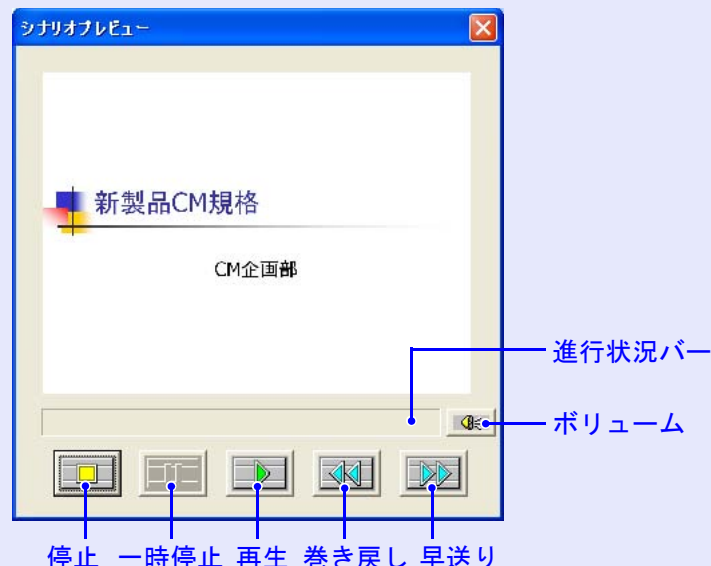 シナリオプレビュー
新製品CM規格
CM企画部
進行状況バー
ボリューム
停止 一時停止 再生 巻き戻し 早送り